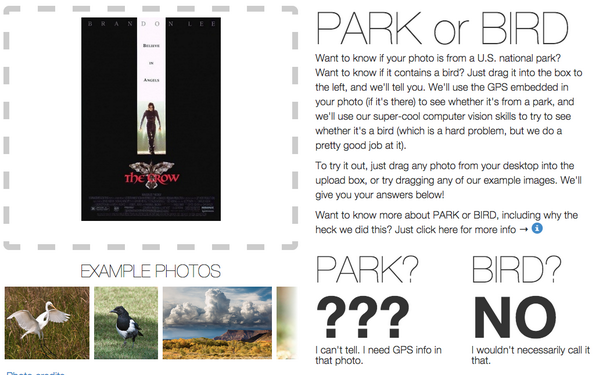 BRANDON LEE
BELIEVE
IN
ANGELS
THE CROW
EXAMPLE PHOTOS
PARK or BIRD
Want to know if your photo is from a U.S. national park?
Want to know if it contains a bird? Just drag it into the box to
the left, and we'll tell you. We'll use the GPS embedded in
your photo (if it's there) to see whether it's from a park, and
we'll use our super-cool computer vision skills to try to see
whether it's a bird (which is a hard problem, but we do a
pretty good job at it).
To try it out, just drag any photo from your desktop into the
upload box, or try dragging any of our example images. We'll
give you your answers below!
Want to know more about PARK or BIRD, including why the
heck we did this? Just click here for more info → i
PARK?
???
I can't tell. I need GPS info in
that photo.
BIRD?
NO
I wouldn't necessarily call it
that.
Photo credits